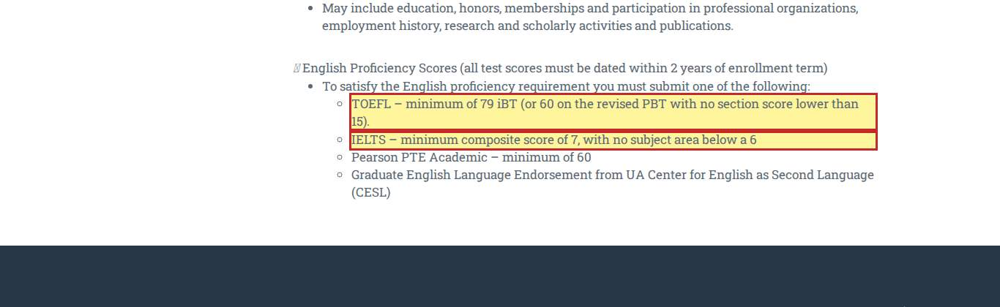 May include education, honors, memberships and participation in professional organizations,
employment history, research and scholarly activities and publications.
English Proficiency Scores (all test scores must be dated within 2 years of enrollment term)
To satisfy the English proficiency requirement you must submit one of the following:
TOEFL – minimum of 79 iBT (or 60 on the revised PBT with no section score lower than
15).
IELTS – minimum composite score of 7, with no subject area below a 6
Pearson PTE Academic – minimum of 60
Graduate English Language Endorsement from UA Center for English as Second Language
(CESL)